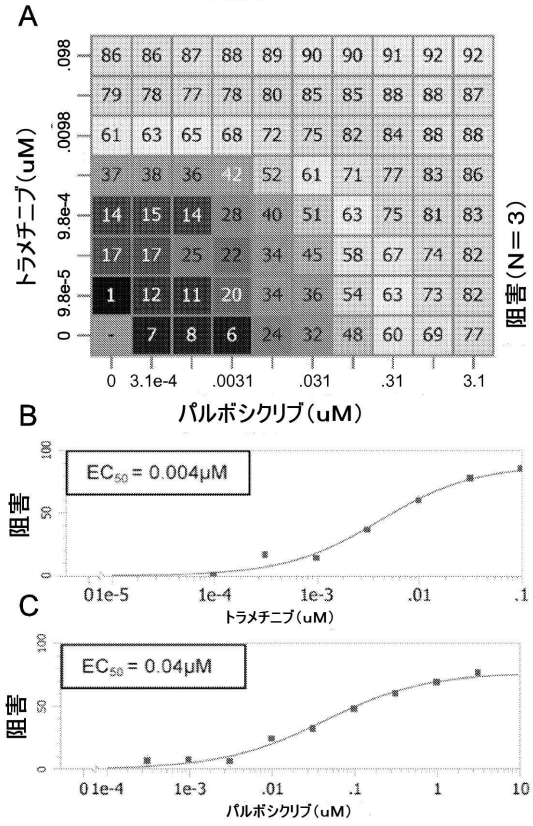 A
トラメチニブ(uM)
.098 86 86 87 88 89 90 90 91 92 92
79 78 77 78 80 85 85 88 88 87
.0098 61 63 65 68 72 75 82 84 88 88
37 38 36 42 52 61 71 77 83 86
9.8e-4 14 15 14 28 40 51 63 75 81 83
17 17 25 22 34 45 58 67 74 82
9.8e-5 1 12 11 20 34 36 54 63 73 82
0 - 7 8 6 24 32 48 60 69 77
0 3.1e-4 .0031 .031 .31 3.1
パルボシクリブ(uM)
阻害(N=3)
B
EC50 = 0.004µM
阻害
100
50
0
01e-5 1e-4 1e-3 .01 .1
トラメチニブ(uM)
C
EC50 = 0.04µM
阻害
100
50
0
01e-4 1e-3 .01 .1 1 10
パルボシクリブ(uM)